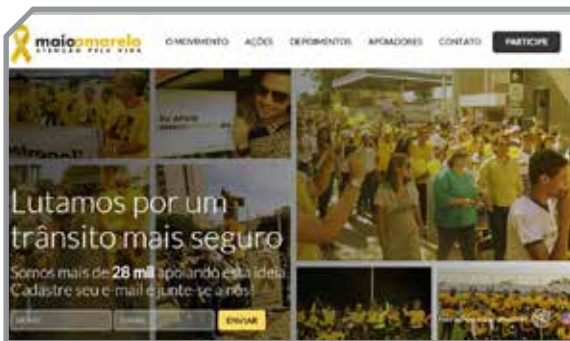 maioamarelo
ATENÇÃO PELA VIDA
O MOVIMENTO AÇÕES DEPOIMENTOS APOIADORES CONTATO PARTICIPE
Lutamos por um
trânsito mais seguro
Somos mais de 28 mil apoiando esta ideia.
Cadastre seu e-mail e junte-se a nós!
ENVIAR